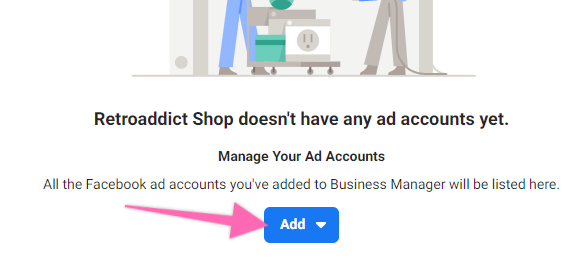 Retroaddict Shop doesn't have any ad accounts yet.
Manage Your Ad Accounts
All the Facebook ad accounts you've added to Business Manager will be listed here.
Add